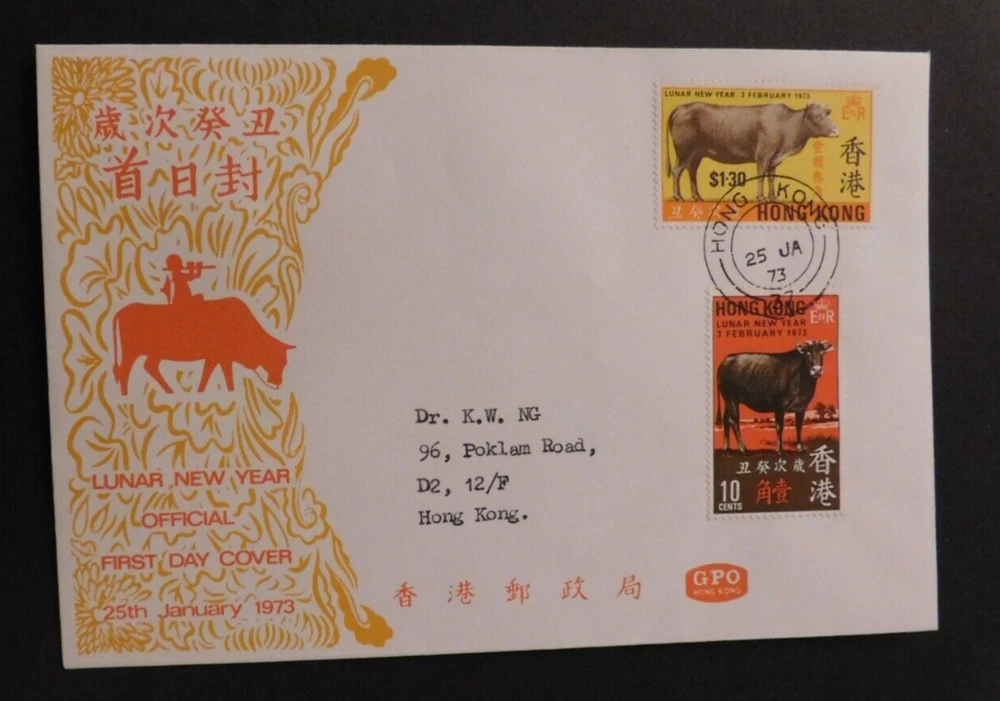 歲次癸丑
首日封
LUNAR NEW YEAR
OFFICIAL
FIRST DAY COVER
25th January 1973
LUNAR NEW YEAR 3 FEBRUARY 1973
EIIR
香港
$1·30
丑癸次
HONG KONG
HONG KONG
25 JA
73
HONG KONG
LUNAR NEW YEAR
3 FEBRUARY 1973
EIIR
丑癸次歲
香港
10
CENTS
角壹
Dr. K.W. NG
96, Poklam Road,
D2, 12/F
Hong Kong.
香港郵政局
GPO
HONG KONG